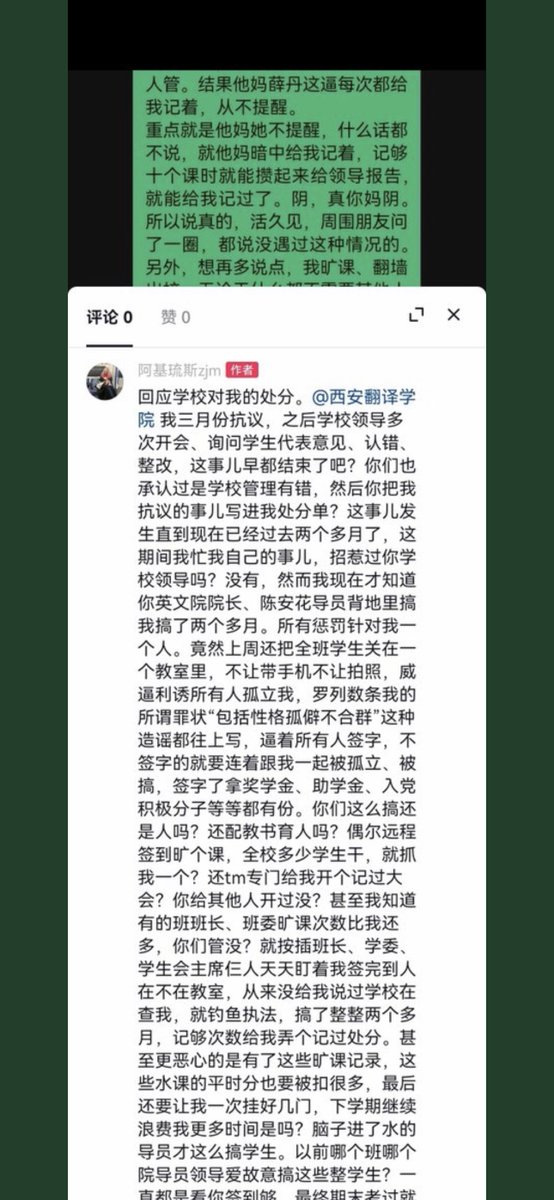 人管。结果他妈薛丹这逼每次都给
我记着，从不提醒。
重点就是他妈她不提醒，什么话都
不说，就他妈暗中给我记着，记够
十个课时就能攒起来给领导报告，
就能给我记过了。阴，真你妈阴。
所以说真的，活久见，周围朋友问
了一圈，都说没遇过这种情况的。
另外，想再多说点，我旷课、翻墙
评论 0 赞 0
阿基琉斯zjm 作者
回应学校对我的处分。@西安翻译学
院 我三月份抗议，之后学校领导多
次开会、询问学生代表意见、认错、
整改，这事儿早都结束了吧？你们也
承认过是学校管理有错，然后你把我
抗议的事儿写进我处分单？这事儿发
生直到现在已经过去两个多月了，这
期间我忙我自己的事儿，招惹过你学
校领导吗？没有，然而我现在才知道
你英文院院长、陈安花导员背地里搞
我搞了两个多月。所有惩罚针对我一
个人。竟然上周还把全班学生关在一
个教室里，不让带手机不让拍照，威
逼利诱所有人孤立我，罗列数条我的
所谓罪状“包括性格孤僻不合群”这种
造谣都往上写，逼着所有人签字，不
签字的就要连着跟我一起被孤立、被
搞，签字了拿奖学金、助学金、入党
积极分子等等都有份。你们这么搞还
是人吗？还配教书育人吗？偶尔远程
签到旷个课，全校多少学生干，就抓
我一个？还tm专门给我开个记过大
会？你给其他人开过没？甚至我知道
有的班班长、班委旷课次数比我还
多，你们管没？就按插班长、学委、
学生会主席仨人天天盯着我签完到人
在不在教室，从来没给我说过学校在
查我，就钓鱼执法，搞了整整两个多
月，记够次数给我弄个记过处分。甚
至更恶心的是有了这些旷课记录，这
些水课的平时分也要被扣很多，最后
还要让我一次挂好几门，下学期继续
浪费我更多时间是吗？脑子进了水的
导员才这么搞学生。以前哪个班哪个
院导员领导爱故意搞这些整学生？一
直都是看你签到够，最终期末考过就